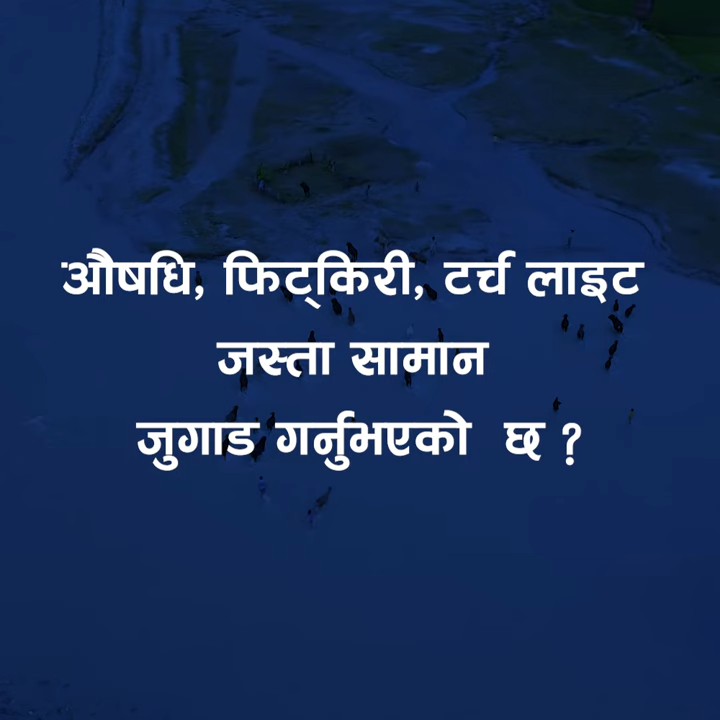 औषधि, फिट्किरी, टर्च लाइट
जस्ता सामान
जुगाड गर्नुभएको छ ?